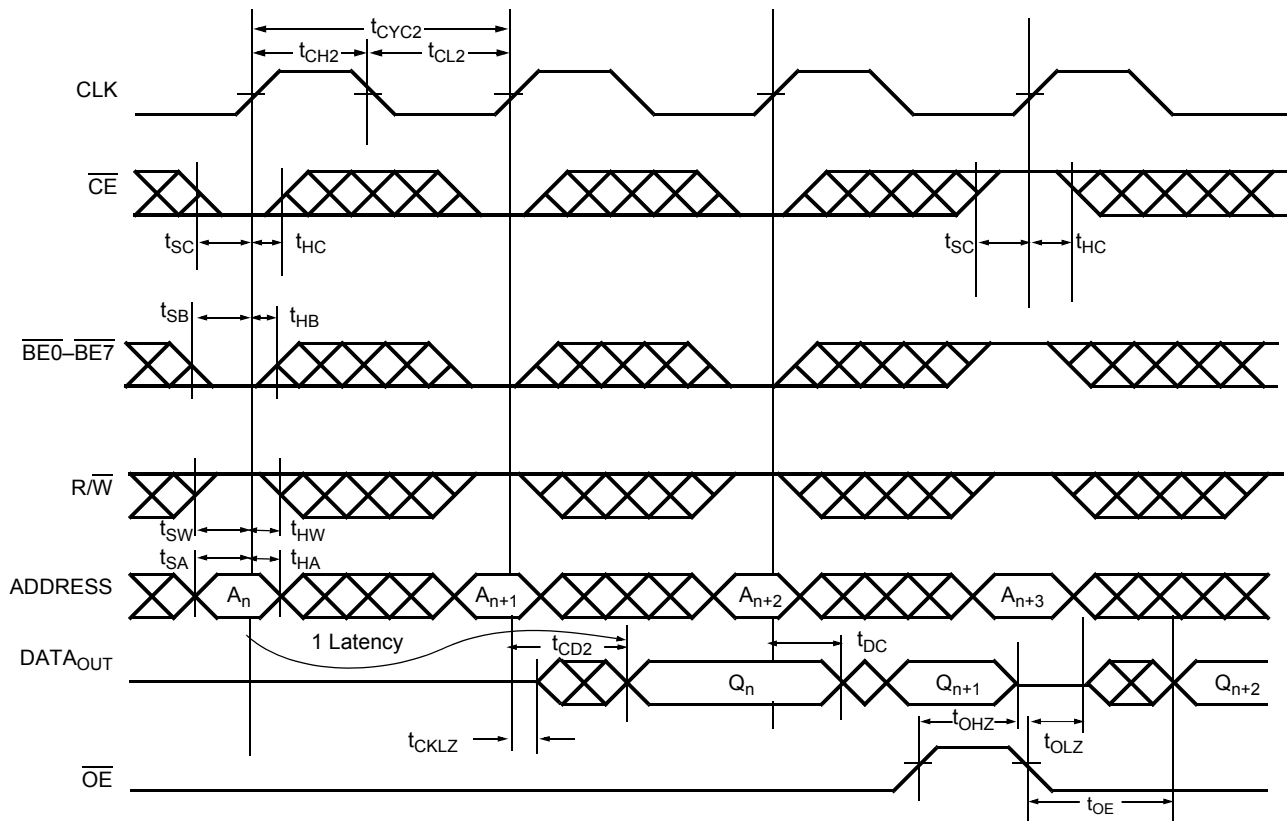 tCYC2
tCH2 tCL2
CLK
CE
tSC tHC tSC tHC
tSB tHB
BE0–BE7
R/W
tSW tHW
tSA tHA
ADDRESS An An+1 An+2 An+3
1 Latency tCD2 tDC
DATAOUT Qn Qn+1 Qn+2
tOHZ
tCKLZ tOLZ
OE
tOE